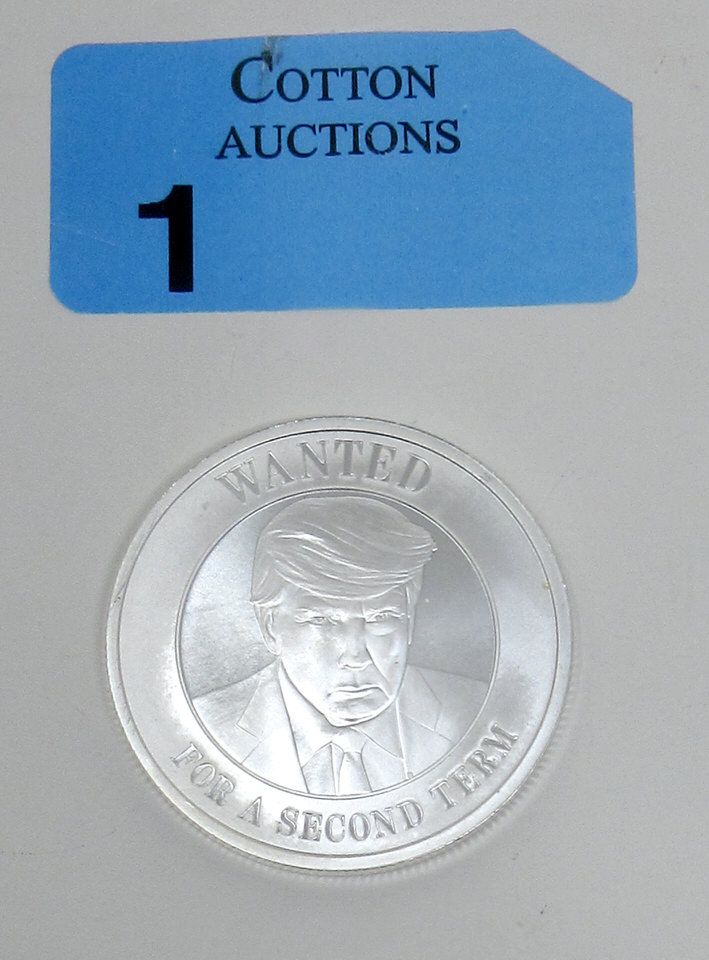 COTTON
AUCTIONS
1
WANTED
FOR A SECOND TERM